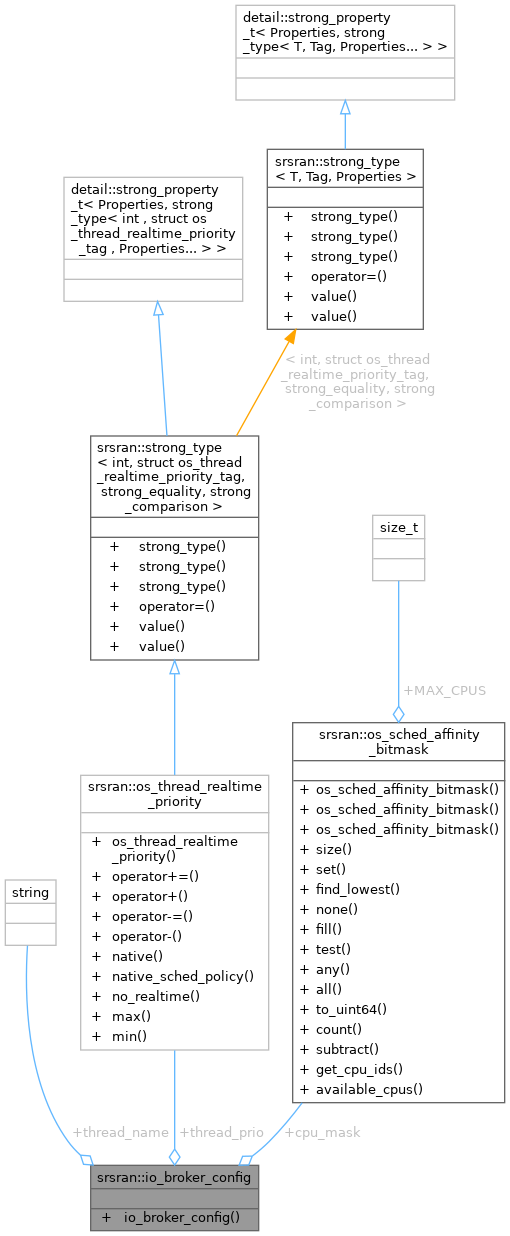 detail::strong_property
_t< Properties, strong
_type< T, Tag, Properties... > >
srsran::strong_type
< T, Tag, Properties >
+ strong_type()
+ strong_type()
+ strong_type()
+ operator=()
+ value()
+ value()
detail::strong_property
_t< Properties, strong
_type< int , struct os
_thread_realtime_priority
_tag , Properties... > >
< int, struct os_thread
_realtime_priority_tag,
strong_equality, strong
_comparison >
srsran::strong_type
< int, struct os_thread
_realtime_priority_tag,
strong_equality, strong
_comparison >
+ strong_type()
+ strong_type()
+ strong_type()
+ operator=()
+ value()
+ value()
size_t
+MAX_CPUS
srsran::os_sched_affinity
_bitmask
+ os_sched_affinity_bitmask()
+ os_sched_affinity_bitmask()
+ os_sched_affinity_bitmask()
+ size()
+ set()
+ find_lowest()
+ none()
+ fill()
+ test()
+ any()
+ all()
+ to_uint64()
+ count()
+ subtract()
+ get_cpu_ids()
+ available_cpus()
srsran::os_thread_realtime
_priority
+ os_thread_realtime
_priority()
+ operator+=()
+ operator+()
+ operator-=()
+ operator-()
+ native()
+ native_sched_policy()
+ no_realtime()
+ max()
+ min()
string
+thread_name
+thread_prio
+cpu_mask
srsran::io_broker_config
+ io_broker_config()